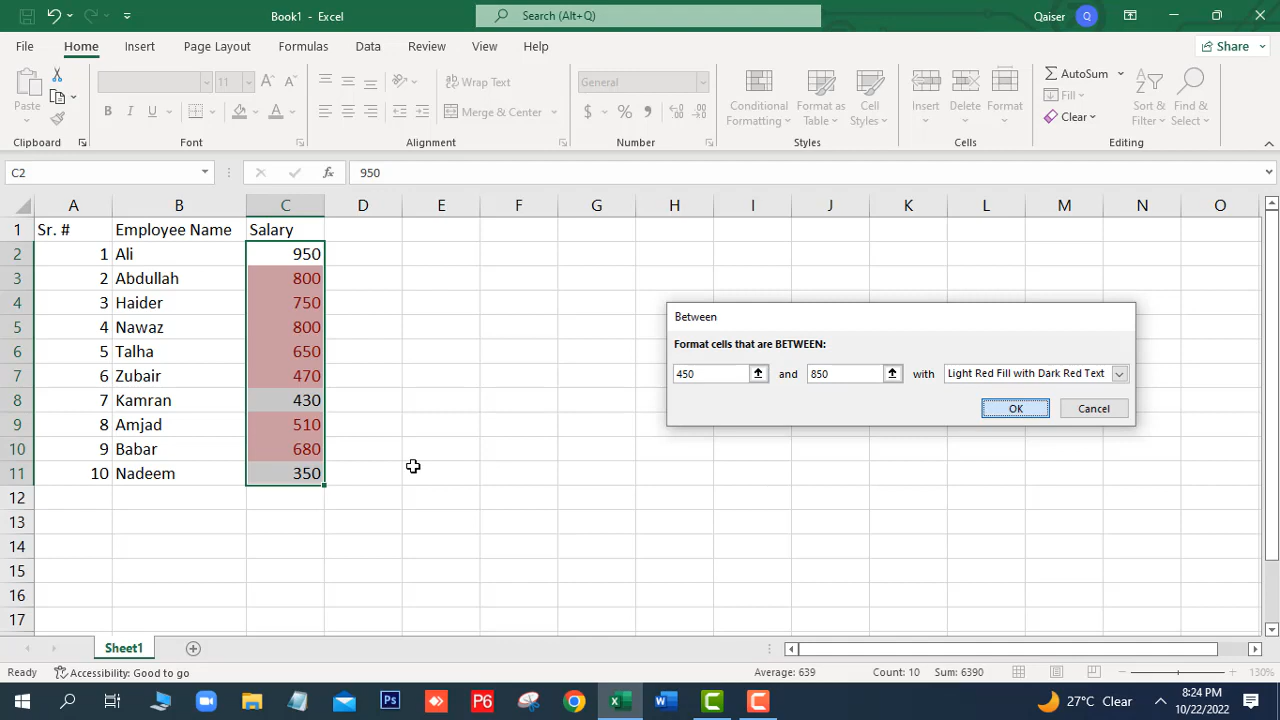 Book1 - Excel
Search (Alt+Q)
Qaiser
Q
File Home Insert Page Layout Formulas Data Review View Help
Share
Paste
11
B I U A
Wrap Text
Merge & Center
General
$ % 9
Conditional Formatting
Format as Table
Cell Styles
Insert
Delete
Format
AutoSum
Fill
Clear
Sort & Filter
Find & Select
Clipboard Font Alignment Number Styles Cells Editing
C2
fx
950
A B C D E F G H I J K L M N O
1 Sr. # Employee Name Salary
2 1 Ali 950
3 2 Abdullah 800
4 3 Haider 750
5 4 Nawaz 800
6 5 Talha 650
7 6 Zubair 470
8 7 Kamran 430
9 8 Amjad 510
10 9 Babar 680
11 10 Nadeem 350
12
13
14
15
16
17
Between
Format cells that are BETWEEN:
450 and 850 with Light Red Fill with Dark Red Text
OK Cancel
Sheet1
Ready Accessibility: Good to go Average: 639 Count: 10 Sum: 6390 130%
Ps P6 27°C Clear 8:24 PM
10/22/2022